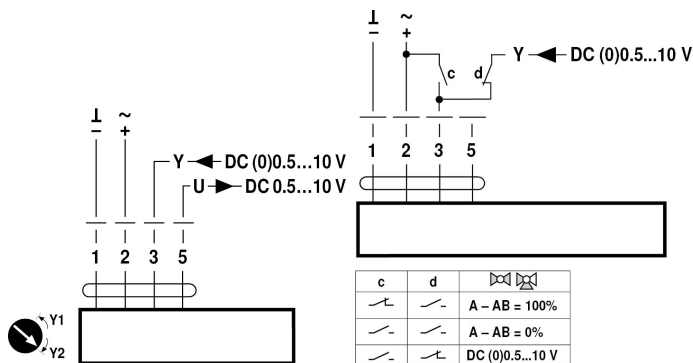 ⊥ ~
– +
Y DC (0)0.5...10 V
U DC 0.5...10 V
1 2 3 5
Y1
Y2
⊥ ~
– +
Y DC (0)0.5...10 V
c d
1 2 3 5
c d
A – AB = 100%
A – AB = 0%
DC (0)0.5...10 V